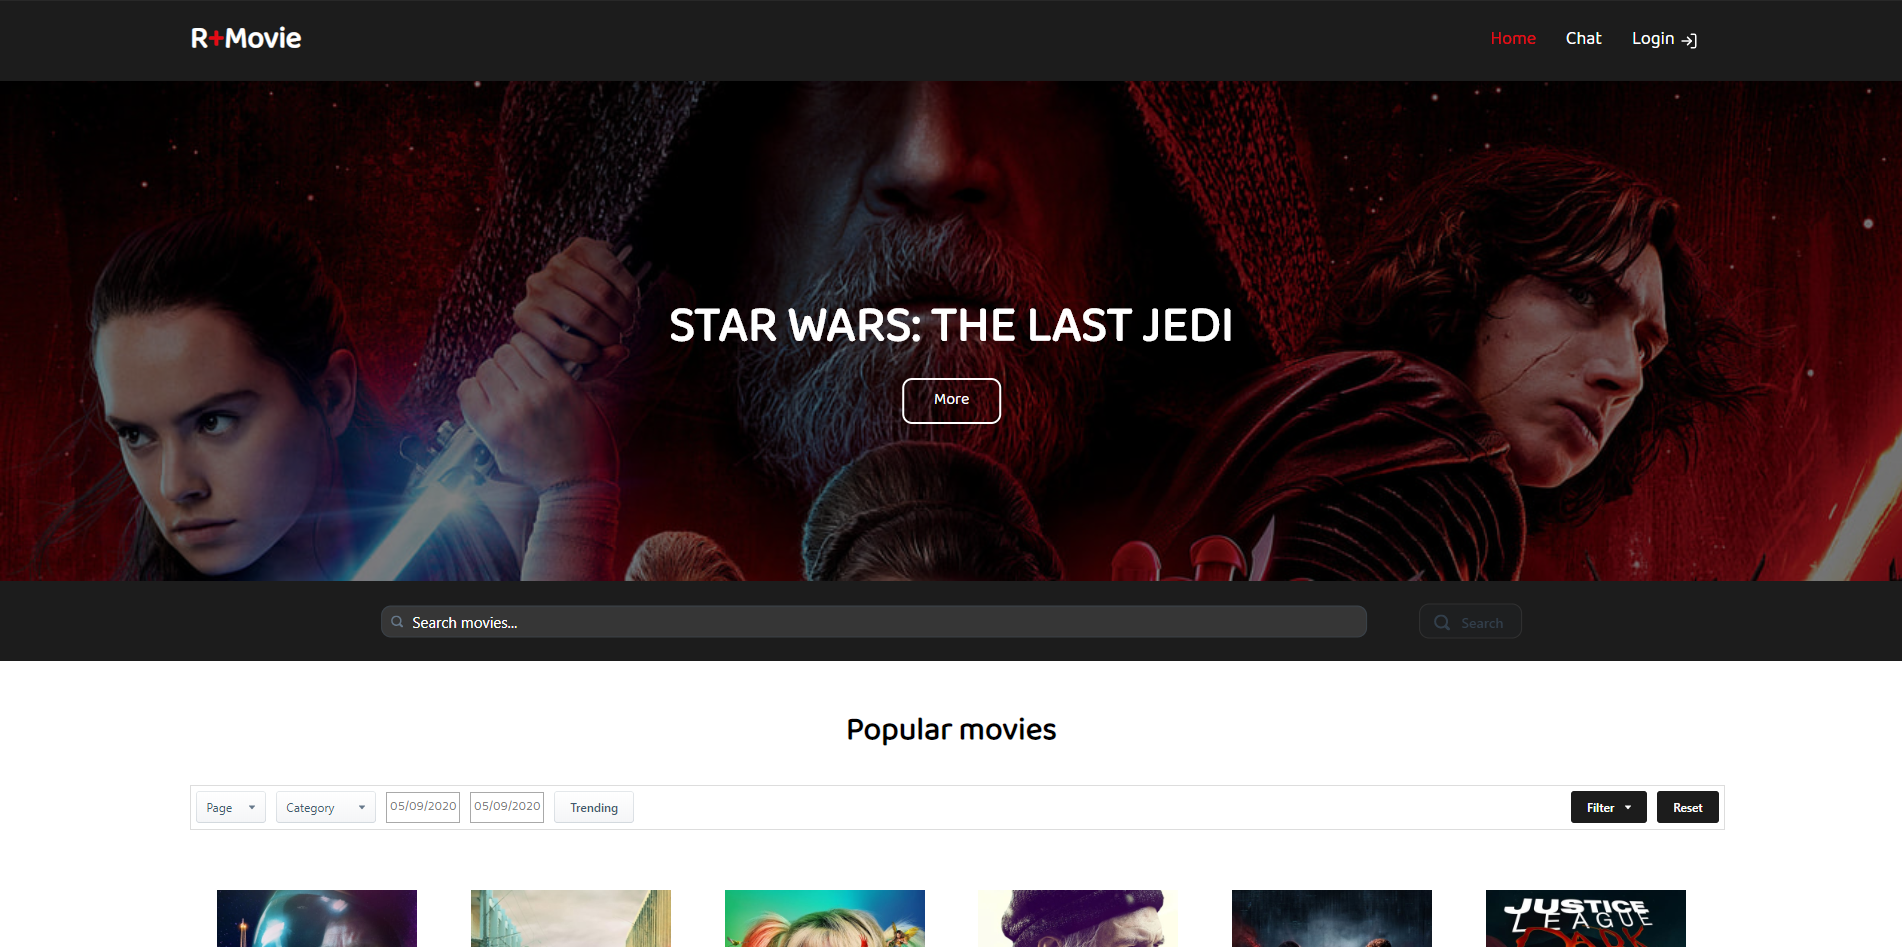 R+Movie
Home Chat Login
STAR WARS: THE LAST JEDI
More
Search movies...
Search
Popular movies
Page Category 05/09/2020 05/09/2020 Trending Filter Reset
JUSTICE
LEAGUE
DARK